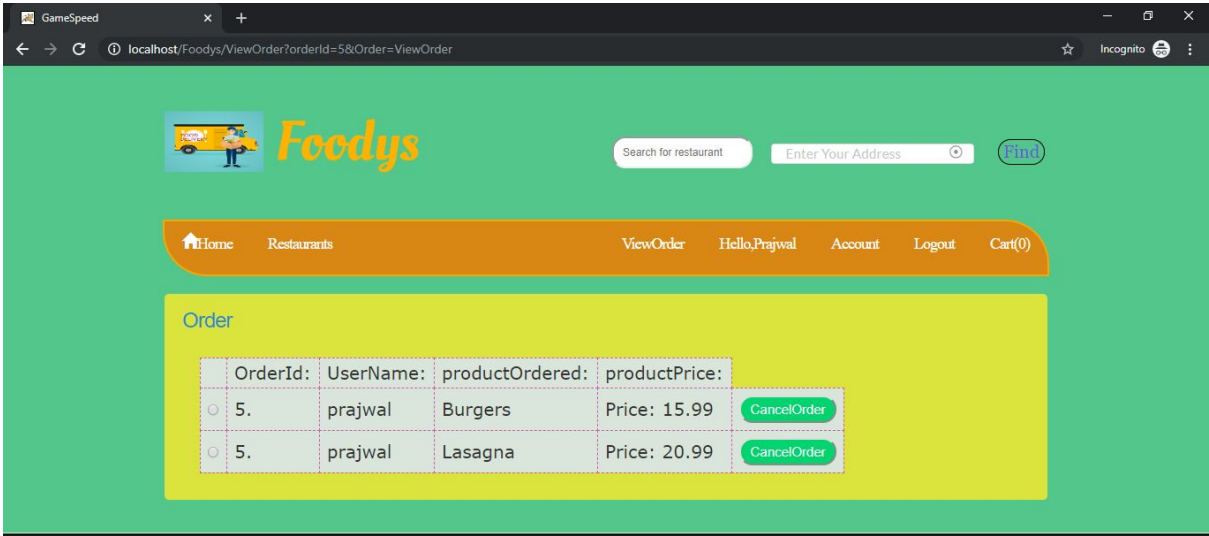 GameSpeed
localhost/Foodys/ViewOrder?orderId=5&Order=ViewOrder
Incognito
Foodys
Search for restaurant
Enter Your Address
Find
Home Restaurants ViewOrder Hello,Prajwal Account Logout Cart(0)
Order
OrderId: UserName: productOrdered: productPrice:
5. prajwal Burgers Price: 15.99 CancelOrder
5. prajwal Lasagna Price: 20.99 CancelOrder